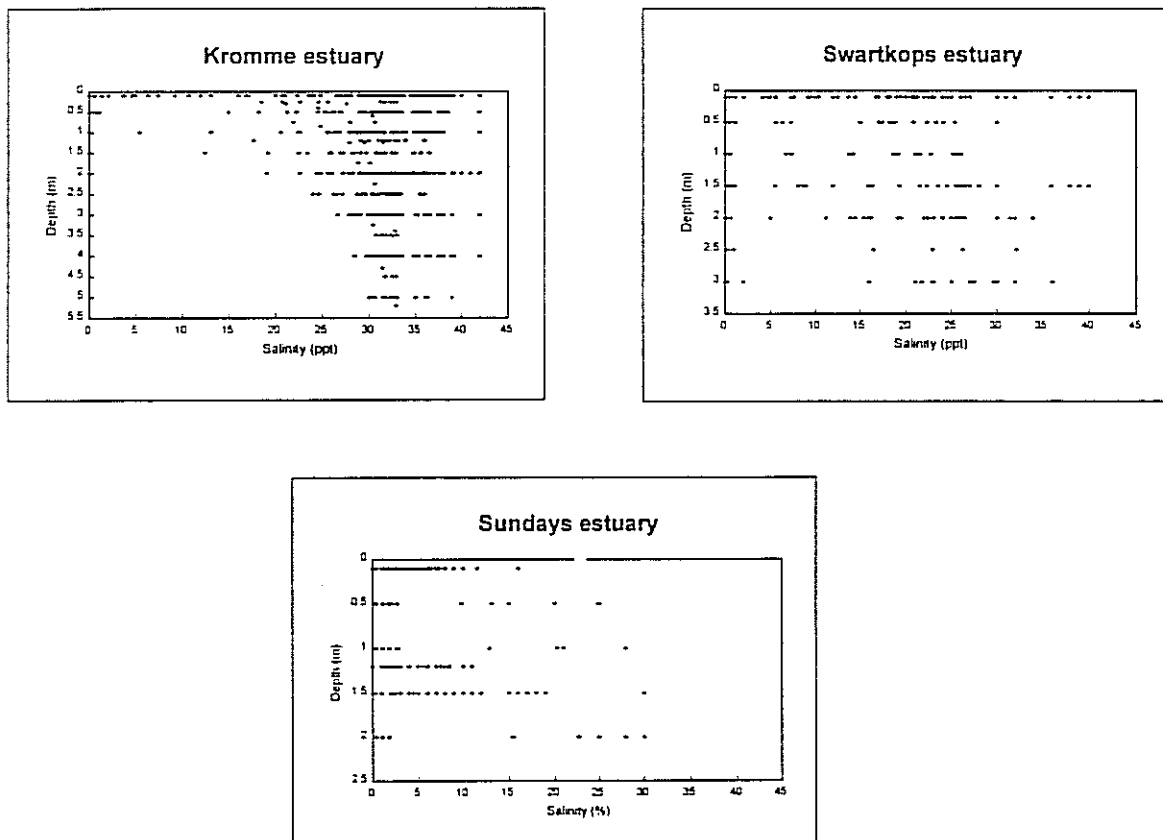 Kromme estuary
0
0.5
1
1.5
2
2.5
3
3.5
4
4.5
5
5.5
Depth (m)
0 5 10 15 20 25 30 35 40 45
Salinity (ppt)
Swartkops estuary
0
0.5
1
1.5
2
2.5
3
3.5
Depth (m)
0 5 10 15 20 25 30 35 40 45
Salinity (ppt)
Sundays estuary
0
0.5
1
1.5
2
2.5
Depth (m)
0 5 10 15 20 25 30 35 40 45
Salinity (%)